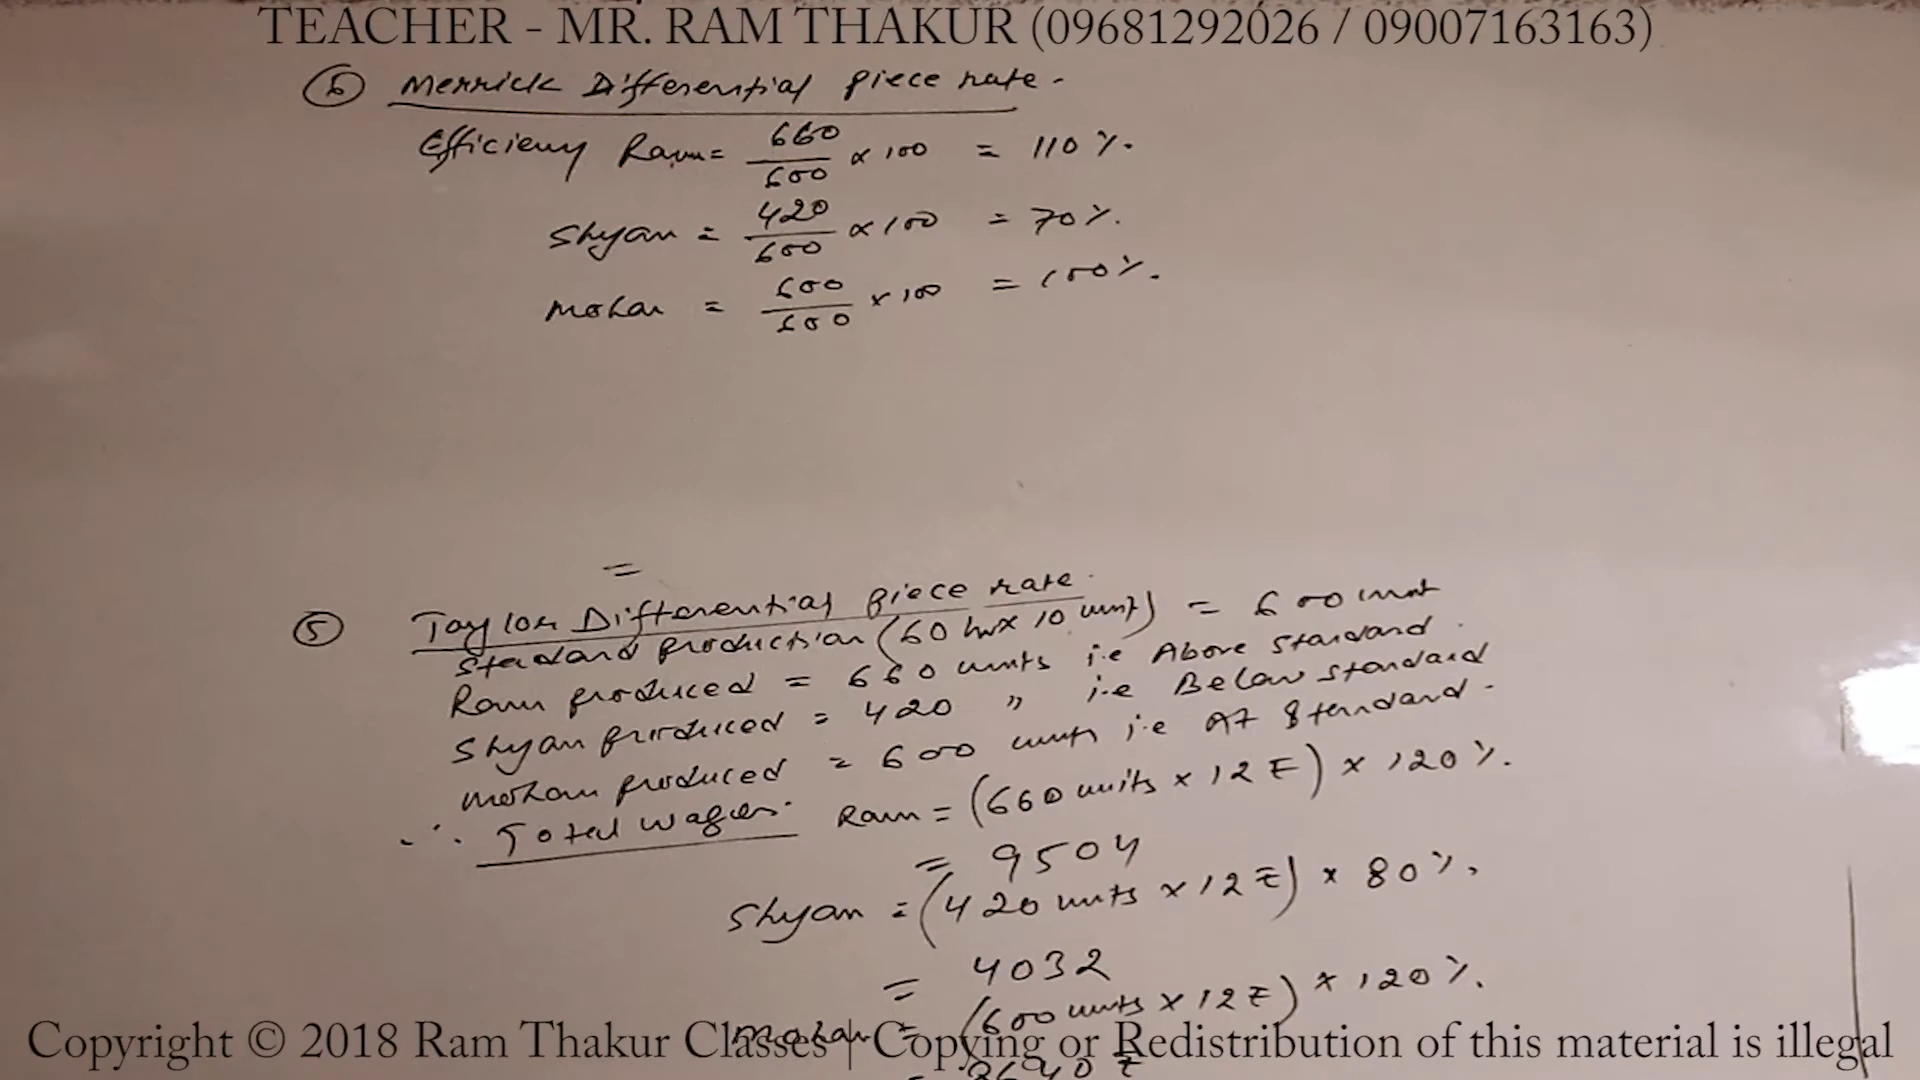 TEACHER - MR. RAM THAKUR (09681292026 / 09007163163)
⑥ Merrick Differential Piece rate -
Efficiency Ram = 660/600 x 100 = 110 %.
Shyam = 420/600 x 100 = 70 %.
Mohan = 600/600 x 100 = 100 %.
=
⑤ Taylor Differential Piece rate.
Standard production (60 hr x 10 unit) = 600 unit
Ram produced = 660 units i.e Above standard.
Shyam produced = 420 " i.e Below standard
Mohan produced = 600 units i.e At standard.
∴ Total Wages. Ram = (660 units x 12 ₹) x 120 %.
= 9504
Shyam = (420 units x 12 ₹) x 80 %.
= 4032
Mohan = (600 units x 12 ₹) x 120 %.
= 8640 ₹
Copyright © 2018 Ram Thakur Classes | Copying or Redistribution of this material is illegal